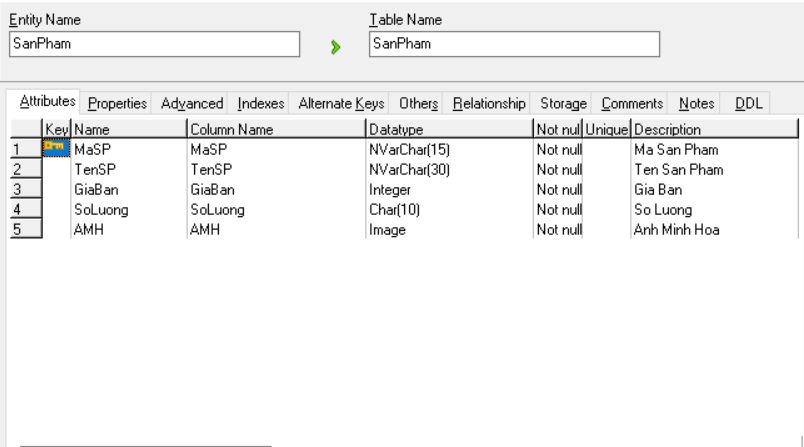 Entity Name Table Name
SanPham SanPham
Attributes Properties Advanced Indexes Alternate Keys Others Relationship Storage Comments Notes DDL
Key Name Column Name Datatype Not nul Unique Description
1 MaSP MaSP NVarChar(15) Not null Ma San Pham
2 TenSP TenSP NVarChar(30) Not null Ten San Pham
3 GiaBan GiaBan Integer Not null Gia Ban
4 SoLuong SoLuong Char(10) Not null So Luong
5 AMH AMH Image Not null Anh Minh Hoa